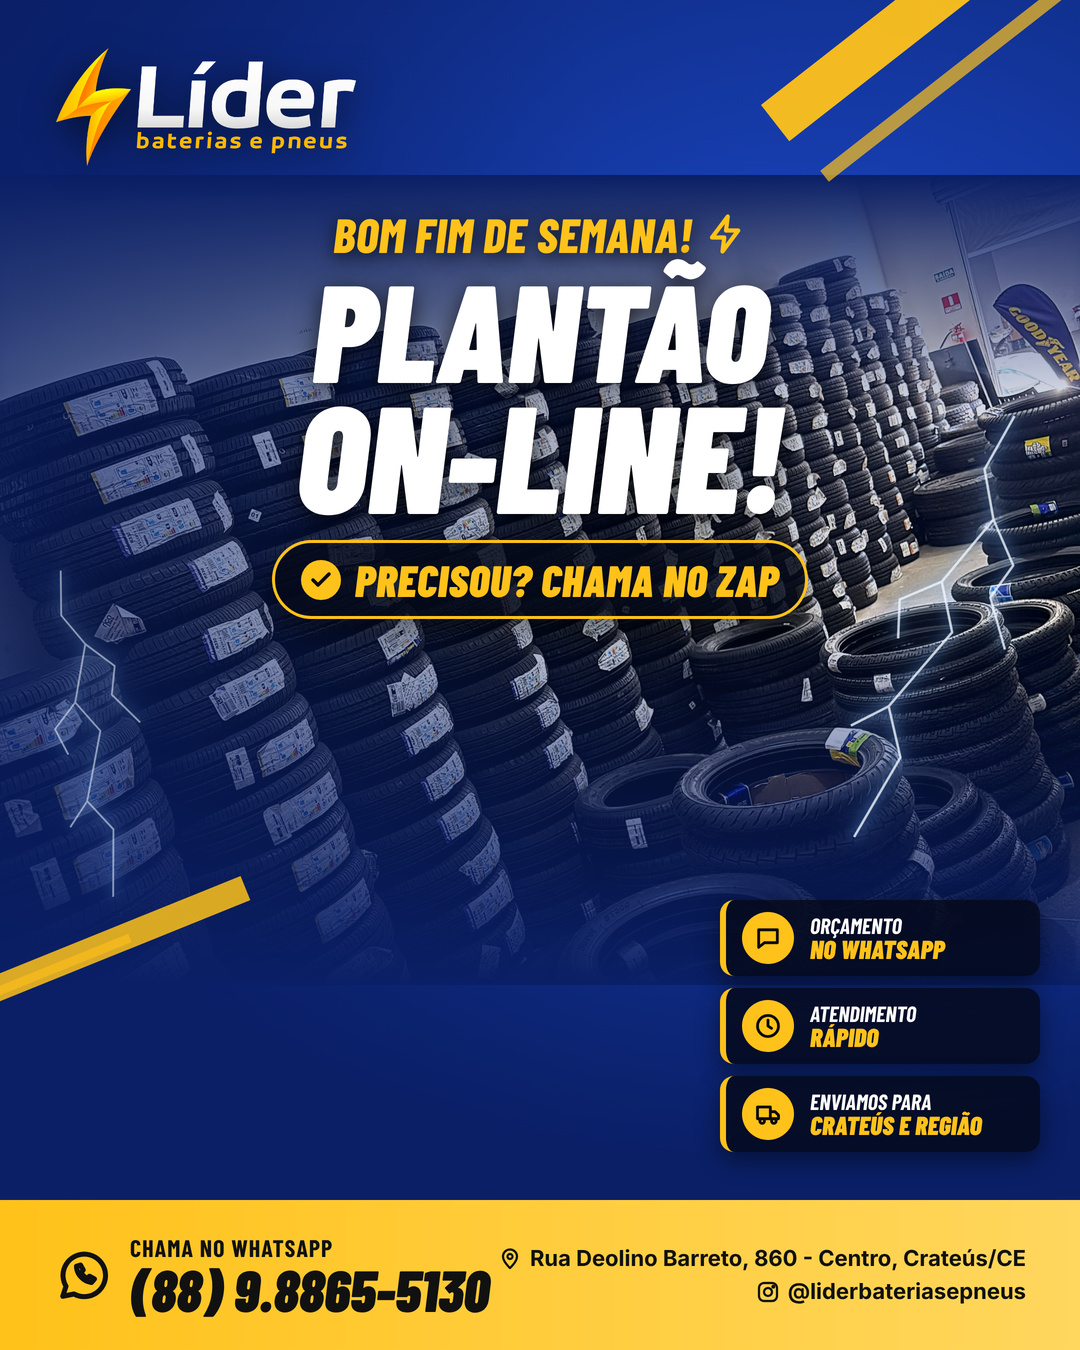 Líder
baterias e pneus
BOM FIM DE SEMANA!
PLANTÃO
ON-LINE!
PRECISOU? CHAMA NO ZAP
GOODYEAR
SAÍDA
ORÇAMENTO
NO WHATSAPP
ATENDIMENTO
RÁPIDO
ENVIAMOS PARA
CRATEÚS E REGIÃO
CHAMA NO WHATSAPP
(88) 9.8865-5130
Rua Deolino Barreto, 860 - Centro, Crateús/CE
@liderbateriasepneus